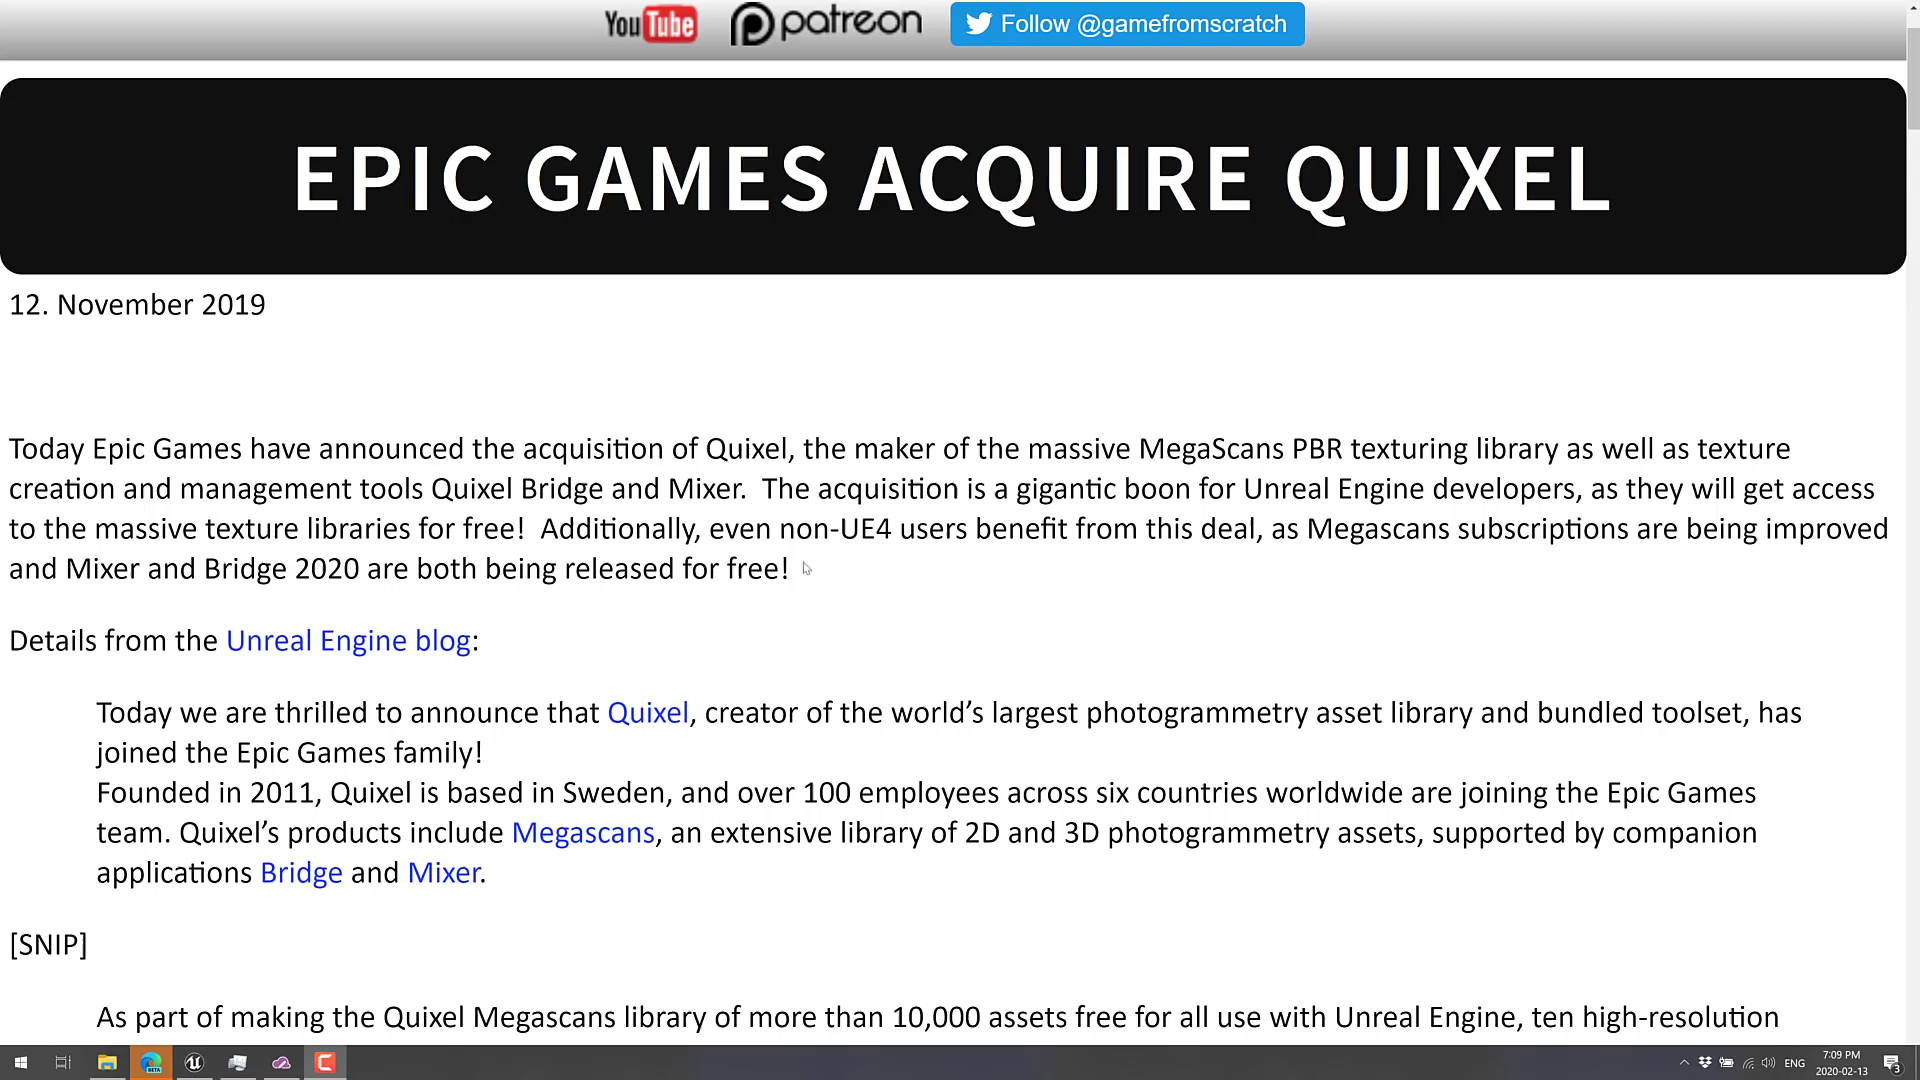 YouTube patreon Follow @gamefromscratch
EPIC GAMES ACQUIRE QUIXEL
12. November 2019
Today Epic Games have announced the acquisition of Quixel, the maker of the massive MegaScans PBR texturing library as well as texture
creation and management tools Quixel Bridge and Mixer.  The acquisition is a gigantic boon for Unreal Engine developers, as they will get access
to the massive texture libraries for free!  Additionally, even non-UE4 users benefit from this deal, as Megascans subscriptions are being improved
and Mixer and Bridge 2020 are both being released for free!
Details from the Unreal Engine blog:
Today we are thrilled to announce that Quixel, creator of the world’s largest photogrammetry asset library and bundled toolset, has
joined the Epic Games family!
Founded in 2011, Quixel is based in Sweden, and over 100 employees across six countries worldwide are joining the Epic Games
team. Quixel’s products include Megascans, an extensive library of 2D and 3D photogrammetry assets, supported by companion
applications Bridge and Mixer.
[SNIP]
As part of making the Quixel Megascans library of more than 10,000 assets free for all use with Unreal Engine, ten high-resolution
BETA
ENG
7:09 PM
2020-02-13
3